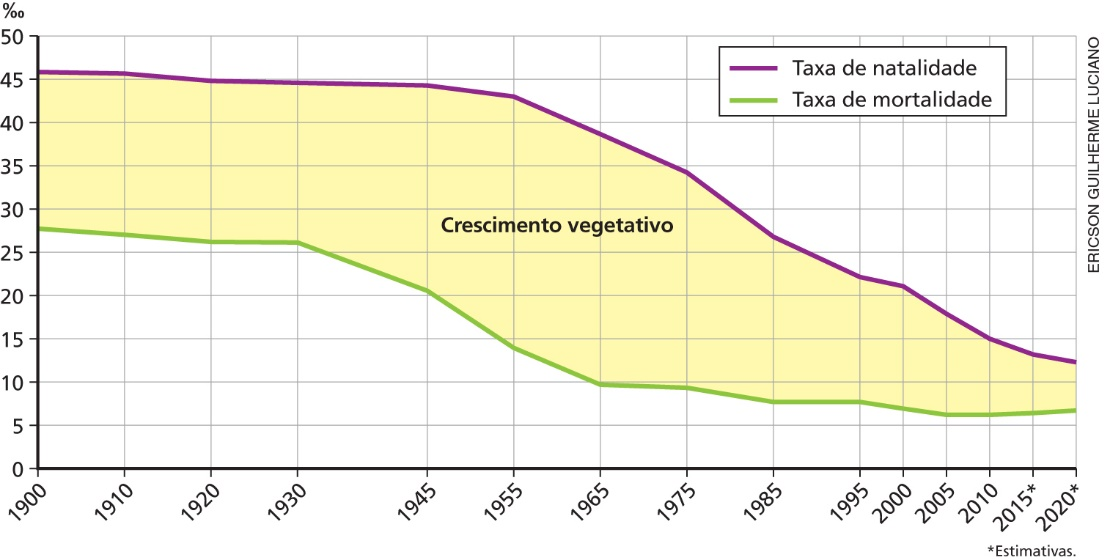 ‰
50
45
40
35
30
25
20
15
10
5
0
Taxa de natalidade
Taxa de mortalidade
Crescimento vegetativo
1900 1910 1920 1930 1945 1955 1965 1975 1985 1995 2000 2005 2010 2015* 2020*
*Estimativas.
ERICSON GUILHERME LUCIANO